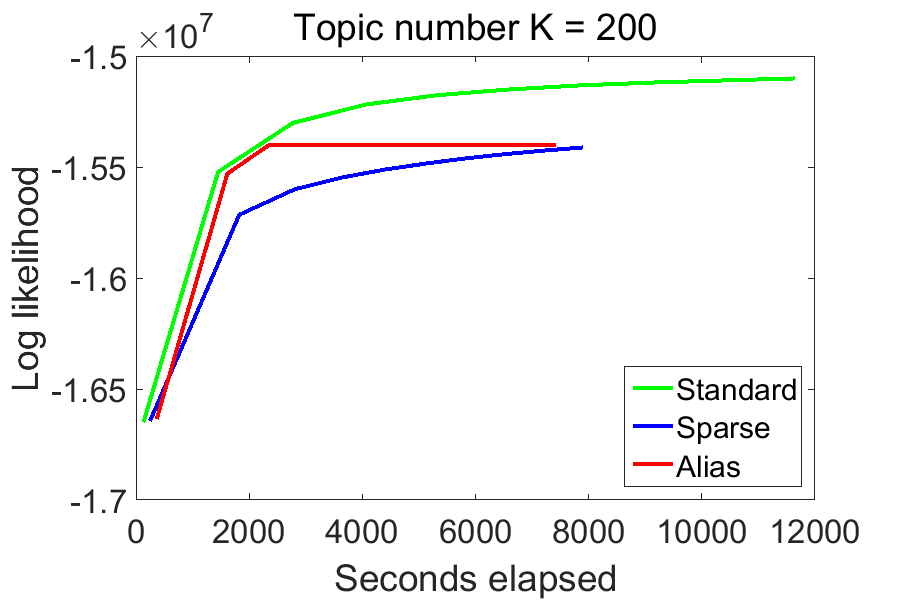 Topic number K = 200
×10^7
-1.5
-1.55
-1.6
-1.65
-1.7
Log likelihood
Standard
Sparse
Alias
0 2000 4000 6000 8000 10000 12000
Seconds elapsed